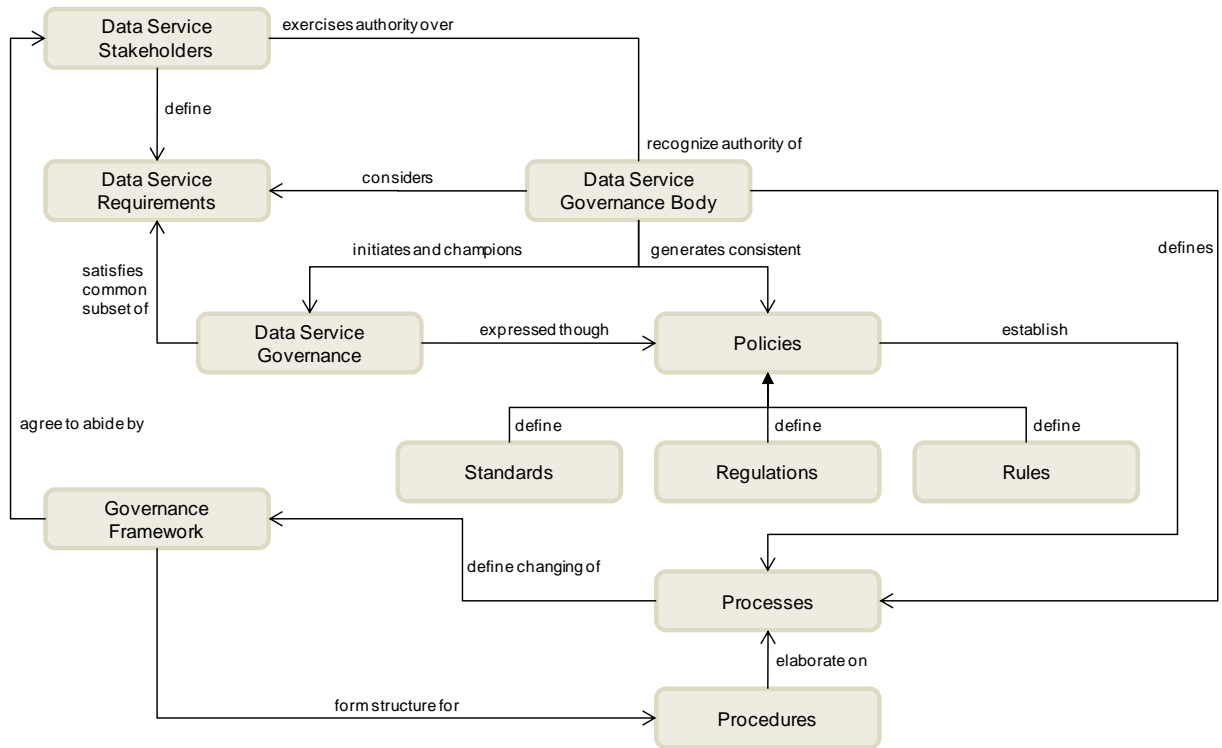 Data Service
Stakeholders
exercises authority over
define
recognize authority of
Data Service
Requirements
considers
Data Service
Governance Body
initiates and champions
generates consistent
defines
satisfies
common
subset of
Data Service
Governance
expressed though
Policies
establish
agree to abide by
define
define
define
Standards
Regulations
Rules
Governance
Framework
define changing of
Processes
elaborate on
form structure for
Procedures